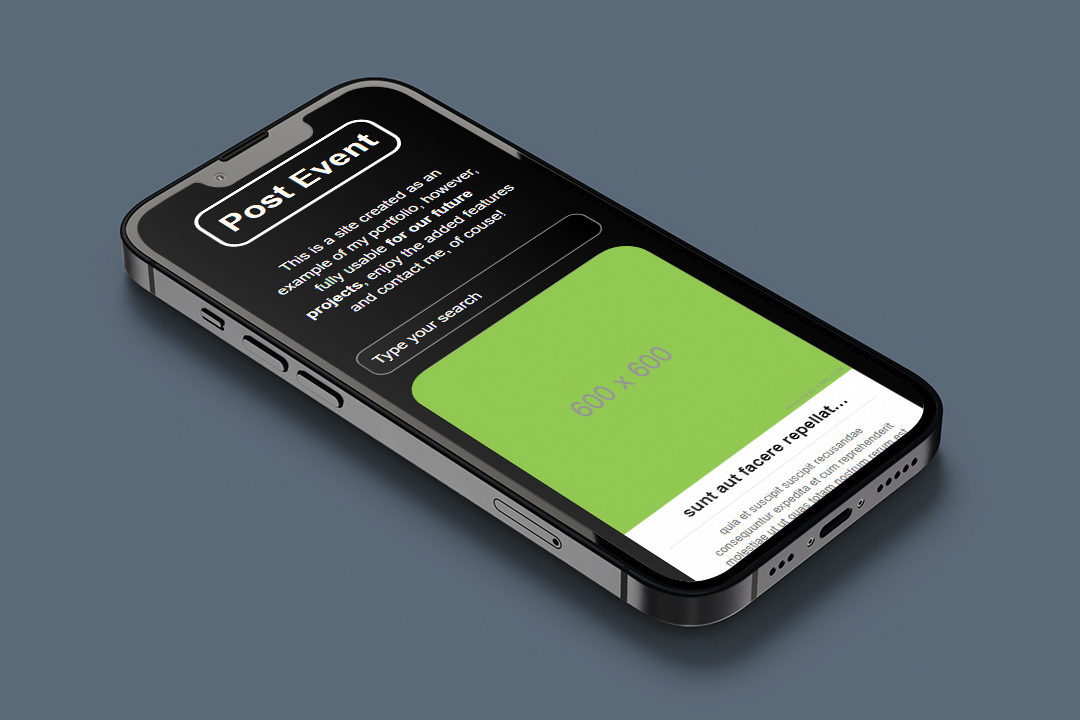 Post Event
This is a site created as an
example of my portfolio, however,
fully usable for our future
projects, enjoy the added features
and contact me, of couse!
Type your search
600 x 600
sunt aut facere repellat...
quia et suscipit suscipit recusandae
consequuntur expedita et cum reprehenderit
molestiae ut ut quas totam nostrum rerum est